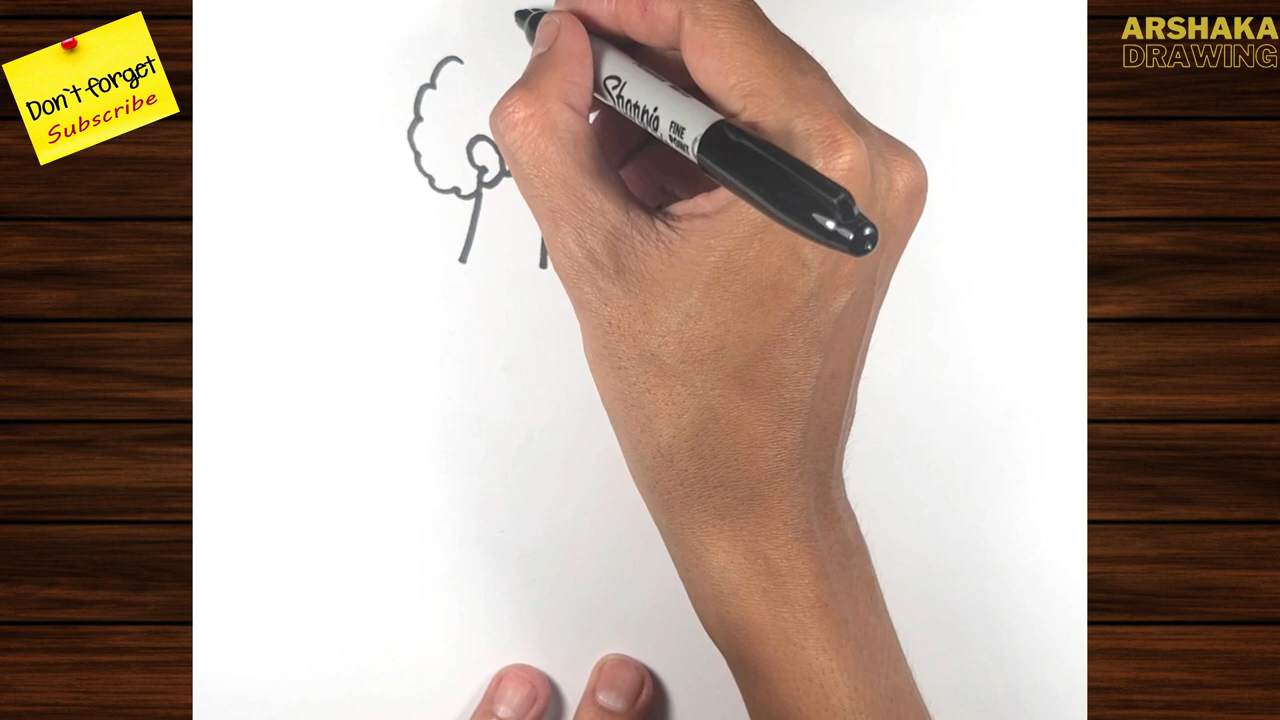 Don't forget
Subscribe
ARSHAKA
DRAWING
Sharpie
FINE
POINT